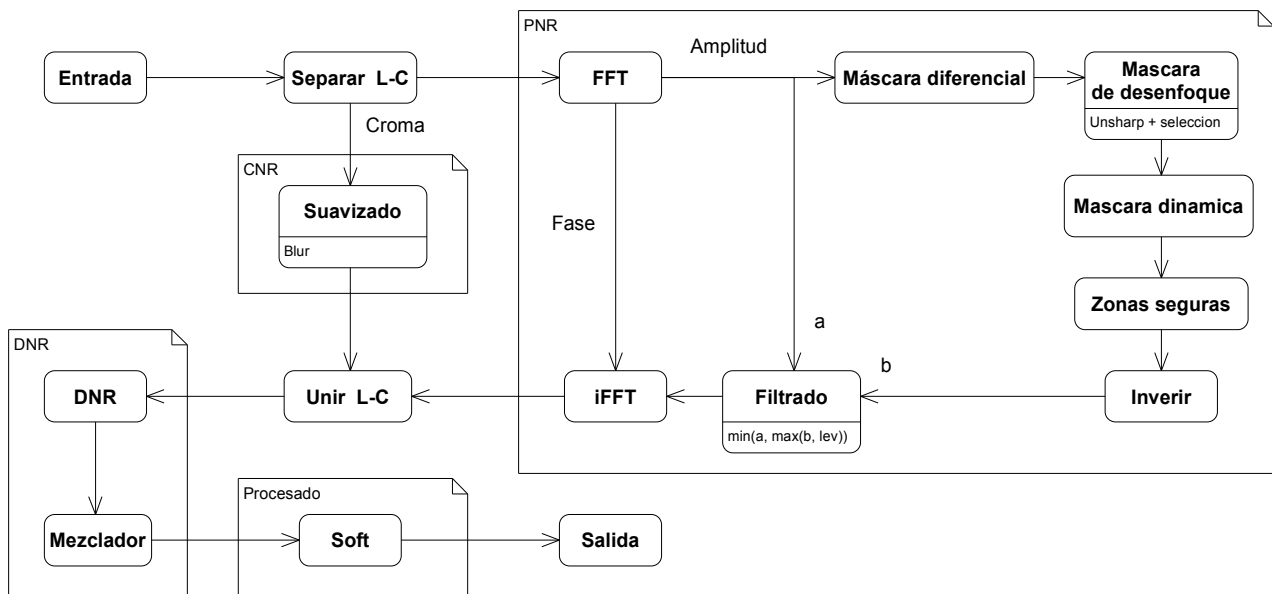 PNR
Entrada
Separar L-C
FFT
Amplitud
Máscara diferencial
Mascara
de desenfoque
Unsharp + seleccion
Croma
CNR
Suavizado
Blur
Fase
Mascara dinamica
Zonas seguras
a
b
DNR
DNR
Unir L-C
iFFT
Filtrado
min(a, max(b, lev))
Inverir
Procesado
Mezclador
Soft
Salida